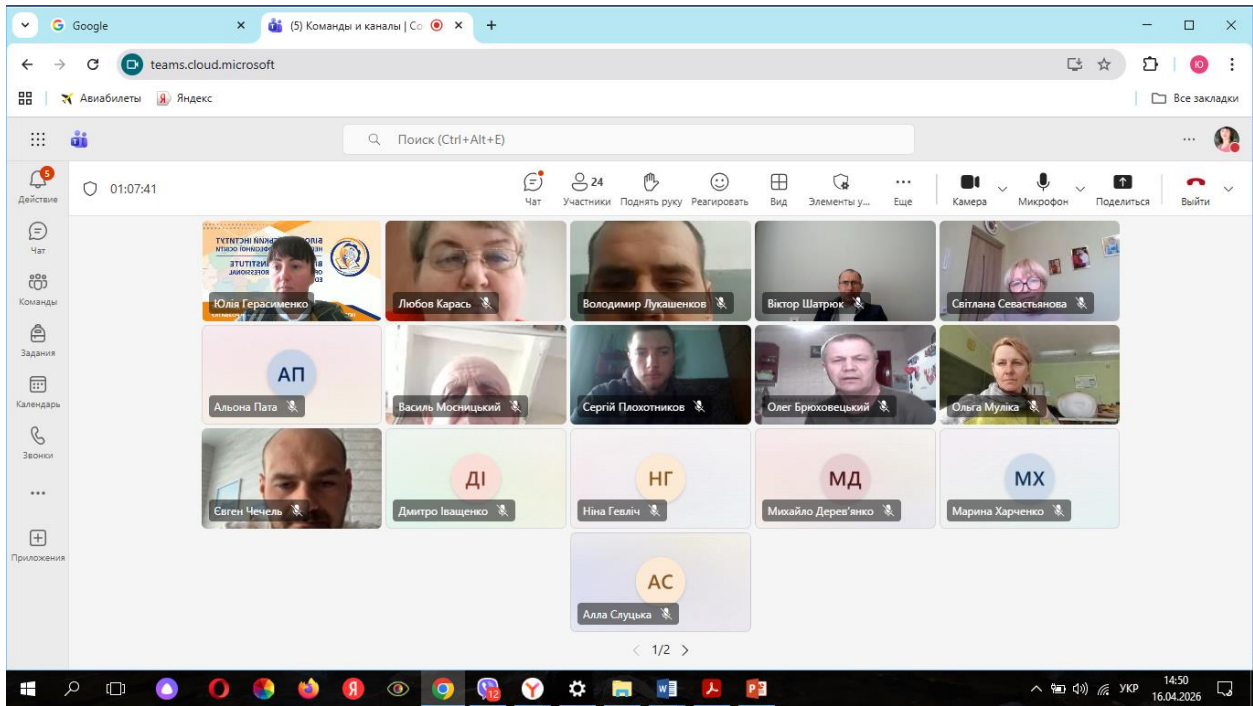 Google
(5) Команды и каналы | Co
teams.cloud.microsoft
Ю
Авиабилеты
Яндекс
Все закладки
Поиск (Ctrl+Alt+E)
5
Действие
Чат
Команды
Задания
Календарь
Звонки
Приложения
01:07:41
Чат
24
Участники
Поднять руку
Реагировать
Вид
Элементы у...
Еще
Камера
Микрофон
Поделиться
Выйти
Юлія Герасименко
Любов Карась
Володимир Лукашенков
Віктор Шатрюк
Світлана Севастьянова
АП
Альона Пата
Василь Мосницький
Сергій Плохотников
Олег Брюховецький
Ольга Муліка
Євген Чечель
ДІ
Дмитро Іващенко
НГ
Ніна Гевліч
МД
Михайло Дерев'янко
МХ
Марина Харченко
АС
Алла Слуцька
1/2
12
УКР
14:50
16.04.2026